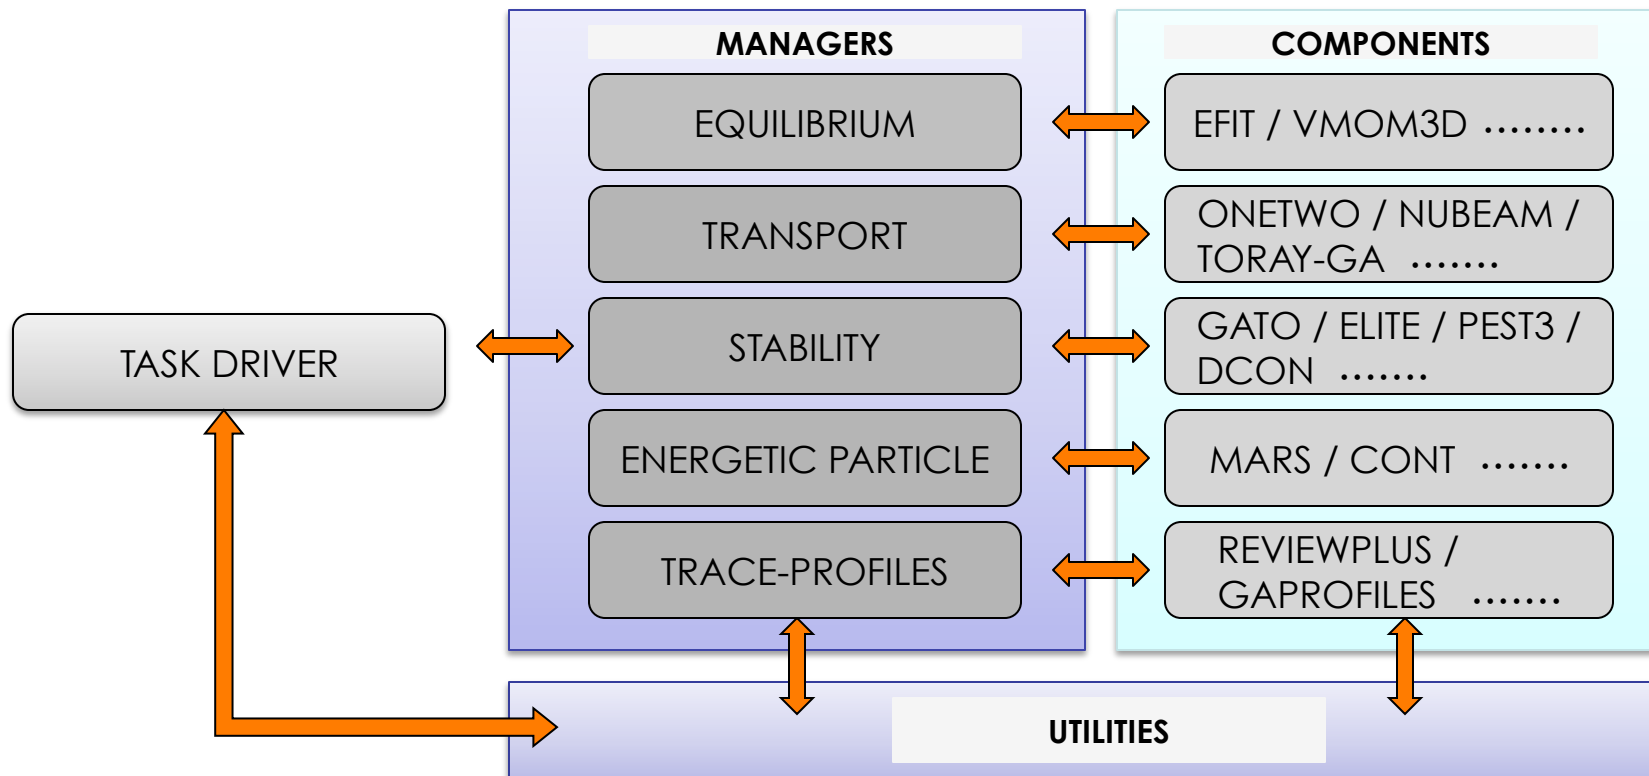 MANAGERS
COMPONENTS
EQUILIBRIUM
EFIT / VMOM3D ........
TRANSPORT
ONETWO / NUBEAM /
TORAY-GA .......
TASK DRIVER
STABILITY
GATO / ELITE / PEST3 /
DCON .......
ENERGETIC PARTICLE
MARS / CONT .......
TRACE-PROFILES
REVIEWPLUS /
GAPROFILES .......
UTILITIES